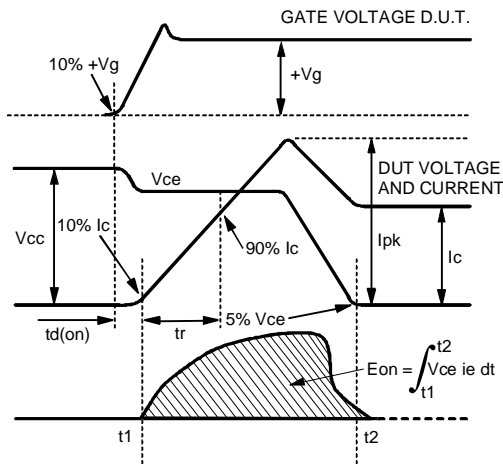 GATE VOLTAGE D.U.T.
10% +Vg
+Vg
Vce
DUT VOLTAGE
AND CURRENT
10% Ic
Vcc
90% Ic
Ipk
Ic
td(on)
tr
5% Vce
Eon = ∫ Vce ie dt
t2
t1
t1
t2